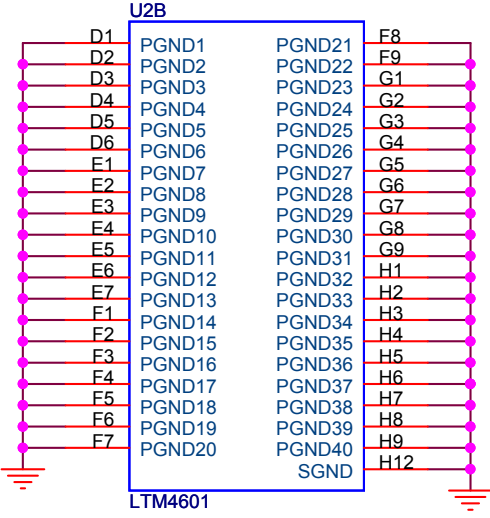 U2B
D1 PGND1 PGND21 F8
D2 PGND2 PGND22 F9
D3 PGND3 PGND23 G1
D4 PGND4 PGND24 G2
D5 PGND5 PGND25 G3
D6 PGND6 PGND26 G4
E1 PGND7 PGND27 G5
E2 PGND8 PGND28 G6
E3 PGND9 PGND29 G7
E4 PGND10 PGND30 G8
E5 PGND11 PGND31 G9
E6 PGND12 PGND32 H1
E7 PGND13 PGND33 H2
F1 PGND14 PGND34 H3
F2 PGND15 PGND35 H4
F3 PGND16 PGND36 H5
F4 PGND17 PGND37 H6
F5 PGND18 PGND38 H7
F6 PGND19 PGND39 H8
F7 PGND20 PGND40 H9
SGND H12
LTM4601